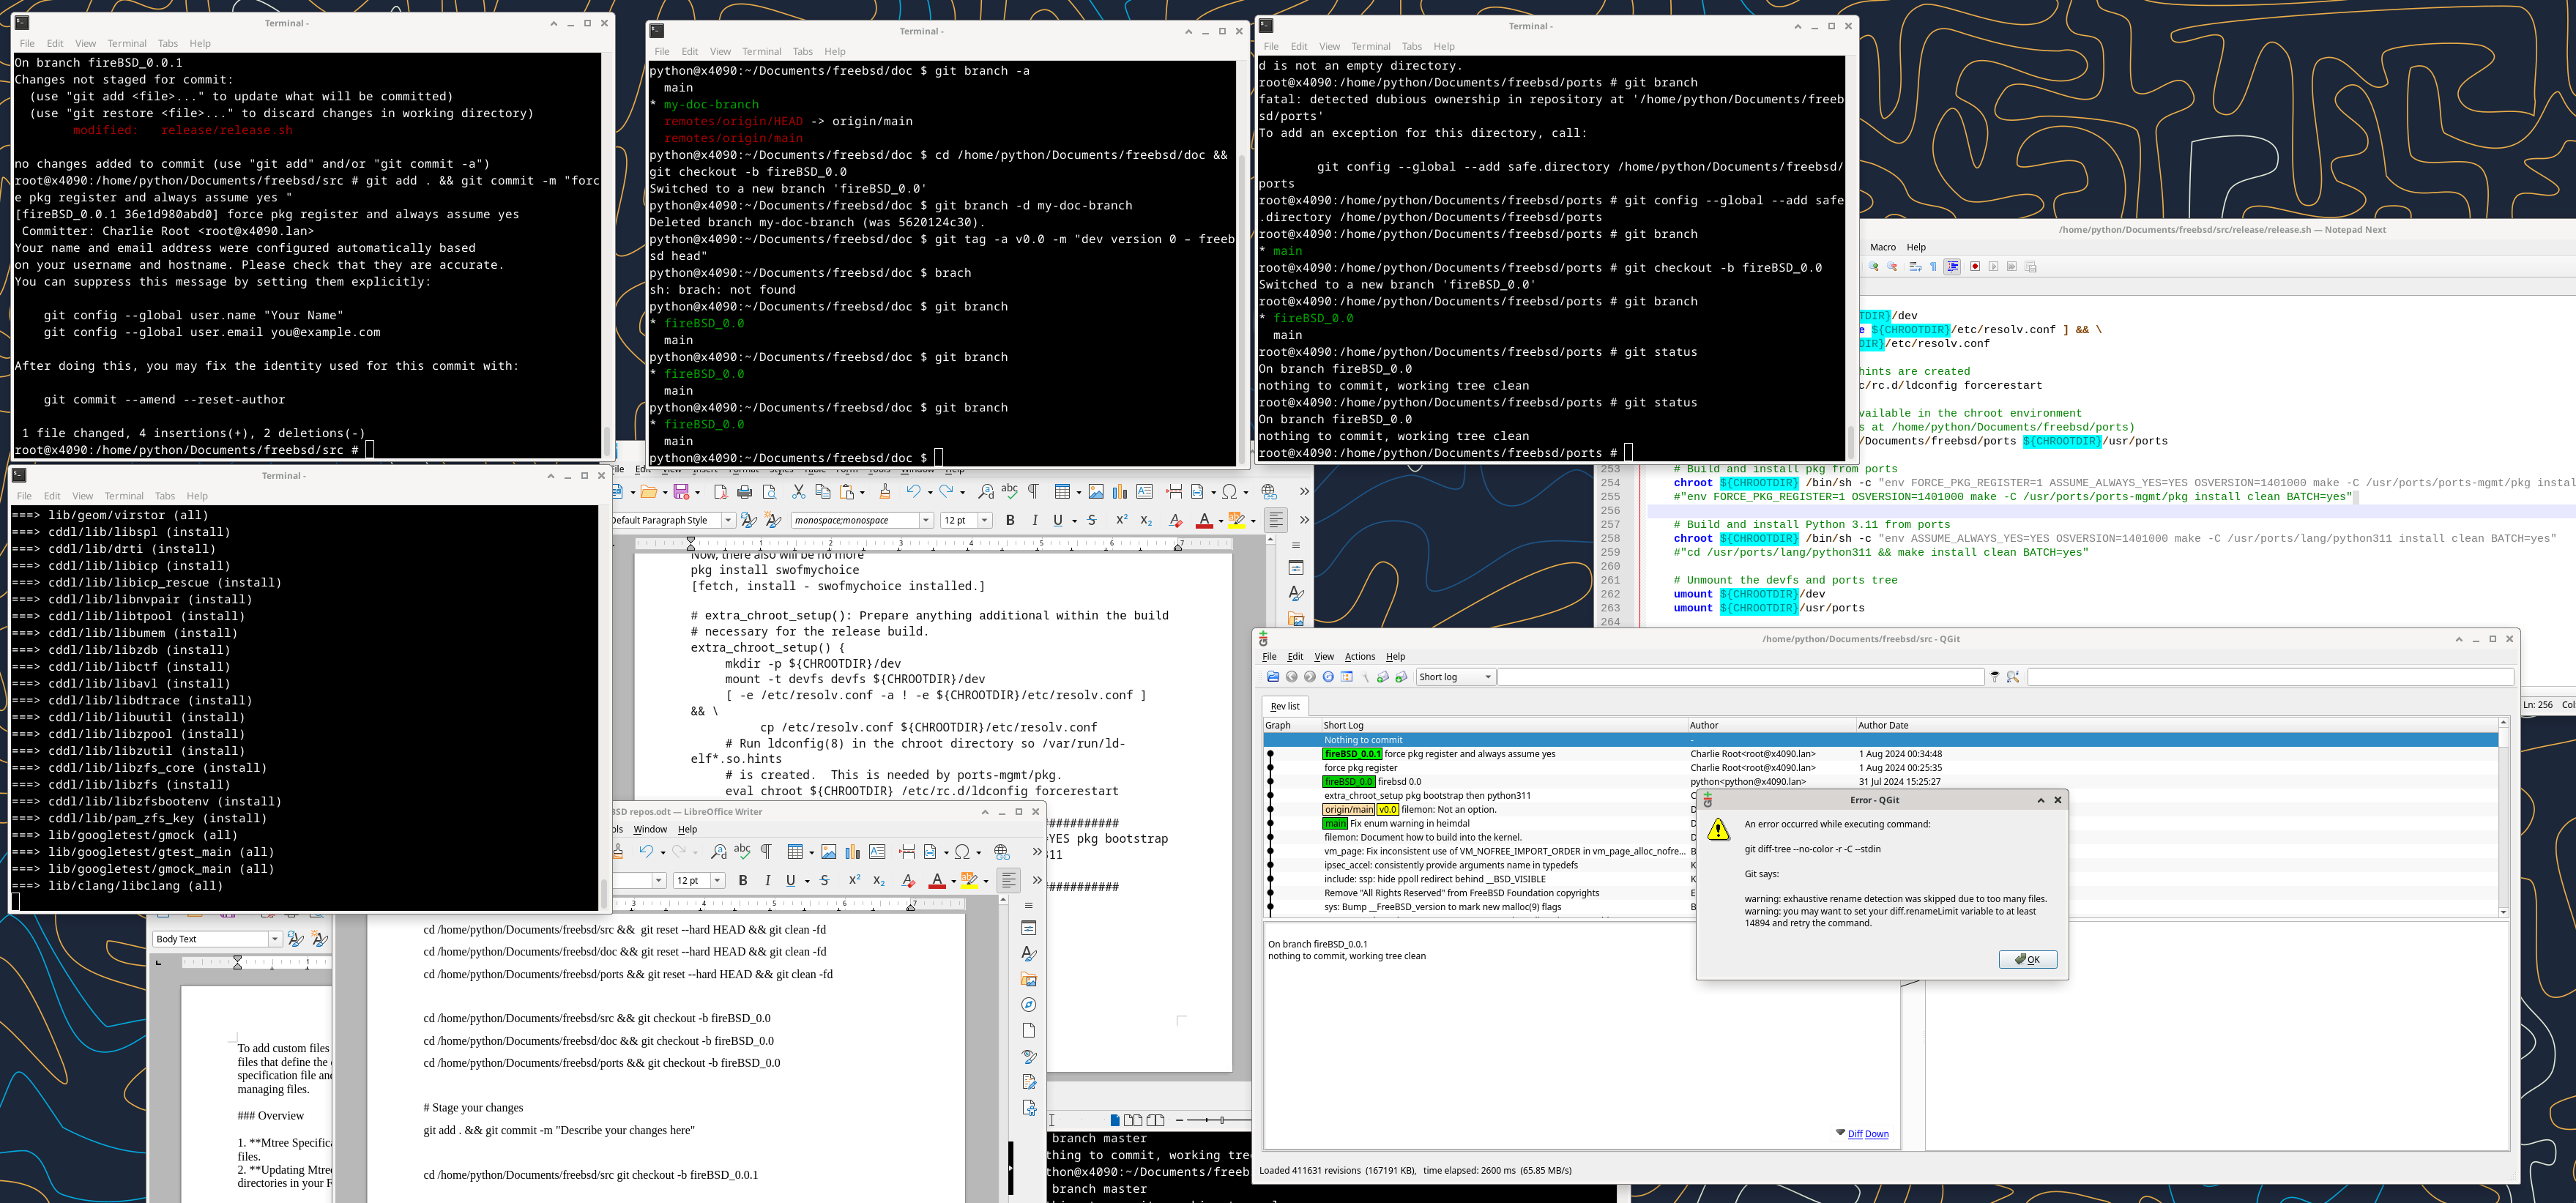 Terminal -
File Edit View Terminal Tabs Help
On branch fireBSD_0.0.1
Changes not staged for commit:
(use "git add <file>..." to update what will be committed)
(use "git restore <file>..." to discard changes in working directory)
modified: release/release.sh
no changes added to commit (use "git add" and/or "git commit -a")
root@x4090:/home/python/Documents/freebsd/src # git add . && git commit -m "forc
e pkg register and always assume yes "
[fireBSD_0.0.1 36e1d980abd0] force pkg register and always assume yes
Committer: Charlie Root <root@x4090.lan>
Your name and email address were configured automatically based
on your username and hostname. Please check that they are accurate.
You can suppress this message by setting them explicitly:
git config --global user.name "Your Name"
git config --global user.email you@example.com
After doing this, you may fix the identity used for this commit with:
git commit --amend --reset-author
1 file changed, 4 insertions(+), 2 deletions(-)
root@x4090:/home/python/Documents/freebsd/src #
Terminal -
File Edit View Terminal Tabs Help
python@x4090:~/Documents/freebsd/doc $ git branch -a
main
* my-doc-branch
remotes/origin/HEAD -> origin/main
remotes/origin/main
python@x4090:~/Documents/freebsd/doc $ cd /home/python/Documents/freebsd/doc &&
git checkout -b fireBSD_0.0
Switched to a new branch 'fireBSD_0.0'
python@x4090:~/Documents/freebsd/doc $ git branch -d my-doc-branch
Deleted branch my-doc-branch (was 5620124c30).
python@x4090:~/Documents/freebsd/doc $ git tag -a v0.0 -m "dev version 0 – freeb
sd head"
python@x4090:~/Documents/freebsd/doc $ brach
sh: brach: not found
python@x4090:~/Documents/freebsd/doc $ git branch
* fireBSD_0.0
main
python@x4090:~/Documents/freebsd/doc $ git branch
* fireBSD_0.0
main
python@x4090:~/Documents/freebsd/doc $ git branch
* fireBSD_0.0
main
python@x4090:~/Documents/freebsd/doc $
Terminal -
File Edit View Terminal Tabs Help
d is not an empty directory.
root@x4090:/home/python/Documents/freebsd/ports # git branch
fatal: detected dubious ownership in repository at '/home/python/Documents/freeb
sd/ports'
To add an exception for this directory, call:
git config --global --add safe.directory /home/python/Documents/freebsd/
ports
root@x4090:/home/python/Documents/freebsd/ports # git config --global --add safe
.directory /home/python/Documents/freebsd/ports
root@x4090:/home/python/Documents/freebsd/ports # git branch
* main
root@x4090:/home/python/Documents/freebsd/ports # git checkout -b fireBSD_0.0
Switched to a new branch 'fireBSD_0.0'
root@x4090:/home/python/Documents/freebsd/ports # git branch
* fireBSD_0.0
main
root@x4090:/home/python/Documents/freebsd/ports # git status
On branch fireBSD_0.0
nothing to commit, working tree clean
root@x4090:/home/python/Documents/freebsd/ports # git status
On branch fireBSD_0.0
nothing to commit, working tree clean
root@x4090:/home/python/Documents/freebsd/ports #
/home/python/Documents/freebsd/src/release/release.sh — Notepad Next
Macro Help
TDIR}/dev
e ${CHROOTDIR}/etc/resolv.conf ] && \
DIR}/etc/resolv.conf
hints are created
c/rc.d/ldconfig forcerestart
vailable in the chroot environment
s at /home/python/Documents/freebsd/ports)
/Documents/freebsd/ports ${CHROOTDIR}/usr/ports
253 # Build and install pkg from ports
254 chroot ${CHROOTDIR} /bin/sh -c "env FORCE_PKG_REGISTER=1 ASSUME_ALWAYS_YES=YES OSVERSION=1401000 make -C /usr/ports/ports-mgmt/pkg instal
255 #"env FORCE_PKG_REGISTER=1 OSVERSION=1401000 make -C /usr/ports/ports-mgmt/pkg install clean BATCH=yes"
256
257 # Build and install Python 3.11 from ports
258 chroot ${CHROOTDIR} /bin/sh -c "env ASSUME_ALWAYS_YES=YES OSVERSION=1401000 make -C /usr/ports/lang/python311 install clean BATCH=yes"
259 #"cd /usr/ports/lang/python311 && make install clean BATCH=yes"
260
261 # Unmount the devfs and ports tree
262 umount ${CHROOTDIR}/dev
263 umount ${CHROOTDIR}/usr/ports
264
Ln: 256 Col
Terminal -
File Edit View Terminal Tabs Help
===> lib/geom/virstor (all)
===> cddl/lib/libspl (install)
===> cddl/lib/drti (install)
===> cddl/lib/libicp (install)
===> cddl/lib/libicp_rescue (install)
===> cddl/lib/libnvpair (install)
===> cddl/lib/libtpool (install)
===> cddl/lib/libumem (install)
===> cddl/lib/libzdb (install)
===> cddl/lib/libctf (install)
===> cddl/lib/libavl (install)
===> cddl/lib/libdtrace (install)
===> cddl/lib/libuutil (install)
===> cddl/lib/libzpool (install)
===> cddl/lib/libzutil (install)
===> cddl/lib/libzfs_core (install)
===> cddl/lib/libzfs (install)
===> cddl/lib/libzfsbootenv (install)
===> cddl/lib/pam_zfs_key (install)
===> lib/googletest/gmock (all)
===> lib/googletest/gtest_main (all)
===> lib/googletest/gmock_main (all)
===> lib/clang/libclang (all)
Default Paragraph Style monospace;monospace 12 pt
1 2 3 4 5 6 7
Now, there also will be no more
pkg install swofmychoice
[fetch, install - swofmychoice installed.]
# extra_chroot_setup(): Prepare anything additional within the build
# necessary for the release build.
extra_chroot_setup() {
mkdir -p ${CHROOTDIR}/dev
mount -t devfs devfs ${CHROOTDIR}/dev
[ -e /etc/resolv.conf -a ! -e ${CHROOTDIR}/etc/resolv.conf ]
&& \
cp /etc/resolv.conf ${CHROOTDIR}/etc/resolv.conf
# Run ldconfig(8) in the chroot directory so /var/run/ld-
elf*.so.hints
# is created. This is needed by ports-mgmt/pkg.
eval chroot ${CHROOTDIR} /etc/rc.d/ldconfig forcerestart
###########
=YES pkg bootstrap
11
###########
BSD repos.odt — LibreOffice Writer
ols Window Help
12 pt
3 4 5 6 7
cd /home/python/Documents/freebsd/src && git reset --hard HEAD && git clean -fd
cd /home/python/Documents/freebsd/doc && git reset --hard HEAD && git clean -fd
cd /home/python/Documents/freebsd/ports && git reset --hard HEAD && git clean -fd
cd /home/python/Documents/freebsd/src && git checkout -b fireBSD_0.0
cd /home/python/Documents/freebsd/doc && git checkout -b fireBSD_0.0
cd /home/python/Documents/freebsd/ports && git checkout -b fireBSD_0.0
# Stage your changes
git add . && git commit -m "Describe your changes here"
cd /home/python/Documents/freebsd/src git checkout -b fireBSD_0.0.1
Body Text
1
To add custom files
files that define the
specification file and
managing files.
### Overview
1. **Mtree Specifica
files.
2. **Updating Mtree
directories in your F
branch master
thing to commit, working tre
thon@x4090:~/Documents/freeb
branch master
/home/python/Documents/freebsd/src - QGit
File Edit View Actions Help
Short log
Rev list
Graph Short Log Author Author Date
Nothing to commit -
fireBSD_0.0.1 force pkg register and always assume yes Charlie Root<root@x4090.lan> 1 Aug 2024 00:34:48
force pkg register Charlie Root<root@x4090.lan> 1 Aug 2024 00:25:35
fireBSD_0.0 firebsd 0.0 python<python@x4090.lan> 31 Jul 2024 15:25:27
extra_chroot_setup pkg bootstrap then python311
origin/main v0.0 filemon: Not an option.
main Fix enum warning in heimdal
filemon: Document how to build into the kernel.
vm_page: Fix inconsistent use of VM_NOFREE_IMPORT_ORDER in vm_page_alloc_nofre...
ipsec_accel: consistently provide arguments name in typedefs
include: ssp: hide ppoll redirect behind __BSD_VISIBLE
Remove "All Rights Reserved" from FreeBSD Foundation copyrights
sys: Bump __FreeBSD_version to mark new malloc(9) flags
Error - QGit
An error occurred while executing command:
git diff-tree --no-color -r -C --stdin
Git says:
warning: exhaustive rename detection was skipped due to too many files.
warning: you may want to set your diff.renameLimit variable to at least
14894 and retry the command.
OK
On branch fireBSD_0.0.1
nothing to commit, working tree clean
Diff Down
Loaded 411631 revisions (167191 KB), time elapsed: 2600 ms (65.85 MB/s)